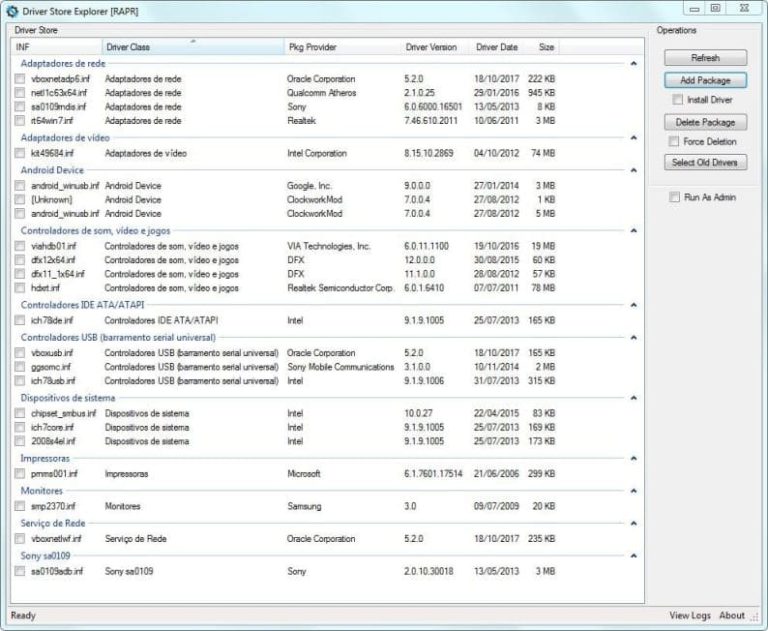 Driver Store Explorer [RAPR]
Driver Store
Operations
INF Driver Class Pkg Provider Driver Version Driver Date Size
Refresh
Adaptadores de rede
vboxnetadp6.inf Adaptadores de rede Oracle Corporation 5.2.0 18/10/2017 222 KB
Add Package
netl1c63x64.inf Adaptadores de rede Qualcomm Atheros 2.1.0.25 29/01/2016 945 KB
Install Driver
sa0109rndis.inf Adaptadores de rede Sony 6.0.6000.16501 13/05/2013 8 KB
rt64win7.inf Adaptadores de rede Realtek 7.46.610.2011 10/06/2011 3 MB
Delete Package
Adaptadores de vídeo
Force Deletion
kit49684.inf Adaptadores de vídeo Intel Corporation 8.15.10.2869 04/10/2012 74 MB
Select Old Drivers
Android Device
android_winusb.inf Android Device Google, Inc. 9.0.0.0 27/01/2014 3 MB
Run As Admin
[Unknown] Android Device ClockworkMod 7.0.0.4 27/08/2012 1 KB
android_winusb.inf Android Device ClockworkMod 7.0.0.4 27/08/2012 5 MB
Controladores de som, vídeo e jogos
viahdb01.inf Controladores de som, vídeo e jogos VIA Technologies, Inc. 6.0.11.1100 19/10/2016 19 MB
dfx12x64.inf Controladores de som, vídeo e jogos DFX 12.0.0.0 30/08/2015 60 KB
dfx11_1x64.inf Controladores de som, vídeo e jogos DFX 11.1.0.0 28/08/2012 57 KB
hdxrt.inf Controladores de som, vídeo e jogos Realtek Semiconductor Corp. 6.0.1.6410 07/07/2011 78 MB
Controladores IDE ATA/ATAPI
ich78ide.inf Controladores IDE ATA/ATAPI Intel 9.1.9.1005 25/07/2013 165 KB
Controladores USB (barramento serial universal)
vboxusb.inf Controladores USB (barramento serial universal) Oracle Corporation 5.2.0 18/10/2017 165 KB
ggsomc.inf Controladores USB (barramento serial universal) Sony Mobile Communications 3.1.0.0 10/11/2014 2 MB
ich78usb.inf Controladores USB (barramento serial universal) Intel 9.1.9.1006 31/07/2013 315 KB
Dispositivos de sistema
chipset_smbus.inf Dispositivos de sistema Intel 10.0.27 22/04/2015 83 KB
ich7core.inf Dispositivos de sistema Intel 9.1.9.1005 25/07/2013 169 KB
2008s4el.inf Dispositivos de sistema Intel 9.1.9.1005 25/07/2013 173 KB
Impressoras
prnms001.inf Impressoras Microsoft 6.1.7601.17514 21/06/2006 299 KB
Monitores
smp2370.inf Monitores Samsung 3.0 09/07/2009 20 KB
Serviço de Rede
vboxnetlwf.inf Serviço de Rede Oracle Corporation 5.2.0 18/10/2017 235 KB
Sony sa0109
sa0109adb.inf Sony sa0109 Sony 2.0.10.30018 13/05/2013 3 MB
Ready
View Logs About